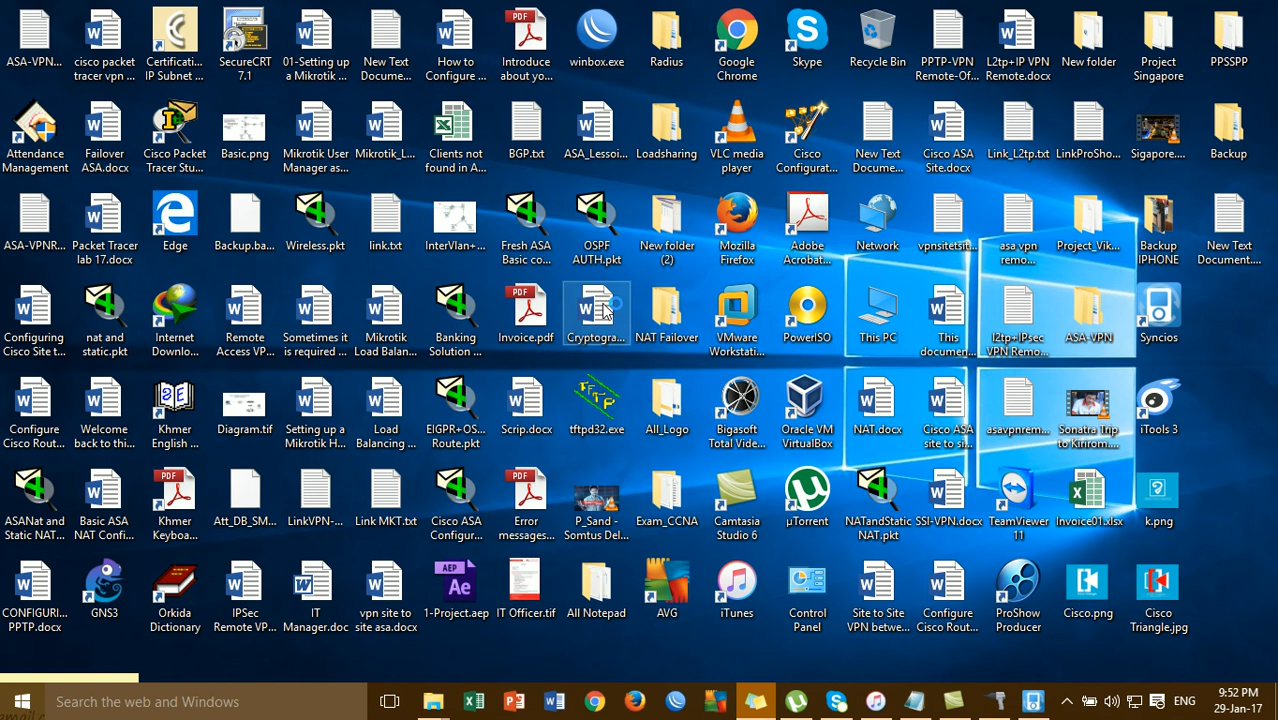 ASA-VPN...
cisco packet
tracer vpn ...
Certificati...
IP Subnet ...
SecureCRT
7.1
01-Setting up
a Mikrotik ...
New Text
Docume...
How to
Configure ...
Introduce
about yo...
winbox.exe
Radius
Google
Chrome
Skype
Recycle Bin
PPTP-VPN
Remote-Of...
L2tp+IP VPN
Remote.docx
New folder
Project
Singapore
PPSSPP
Attendance
Management
Failover
ASA.docx
Cisco Packet
Tracer Stu...
Basic.png
Mikrotik User
Manager as...
Mikrotik_L...
Clients not
found in A...
BGP.txt
ASA_Lessoi...
Loadsharing
VLC media
player
Cisco
Configurat...
New Text
Docume...
Cisco ASA
Site.docx
Link_L2tp.txt
LinkProSho...
Sigapore....
Backup
ASA-VPNR...
Packet Tracer
lab 17.docx
Edge
Backup.ba...
Wireless.pkt
link.txt
InterVlan+...
Fresh ASA
Basic co...
OSPF
AUTH.pkt
New folder
(2)
Mozilla
Firefox
Adobe
Acrobat...
Network
vpnsitetsit...
asa vpn
remo...
Project_Vik...
Backup
IPHONE
New Text
Document....
Configuring
Cisco Site t...
nat and
static.pkt
Internet
Downlo...
Remote
Access VP...
Sometimes it
is required ...
Mikrotik
Load Balan...
Banking
Solution ...
Invoice.pdf
Cryptogra...
NAT Failover
VMware
Workstati...
PowerISO
This PC
This
documen...
l2tp+IPsec
VPN Remo...
ASA-VPN
Syncios
Configure
Cisco Rout...
Welcome
back to thi...
Khmer
English ...
Diagram.tif
Setting up a
Mikrotik H...
Load
Balancing ...
EIGPR+OS...
Route.pkt
Scrip.docx
tftpd32.exe
All_Logo
Bigasoft
Total Vide...
Oracle VM
VirtualBox
NAT.docx
Cisco ASA
site to si...
asavpnrem...
Sonatra Trip
to Kirirom....
iTools 3
ASANat and
Static NAT...
Basic ASA
NAT Confi...
Khmer
Keyboa...
Att_DB_SM...
LinkVPN-...
Link MKT.txt
Cisco ASA
Configur...
Error
messages...
P_Sand -
Somtus Del...
Exam_CCNA
Camtasia
Studio 6
µTorrent
NATandStatic
NAT.pkt
SSl-VPN.docx
TeamViewer
11
Invoice01.xlsx
k.png
CONFIGURI...
PPTP.docx
GNS3
Orkida
Dictionary
IPSec
Remote VP...
IT
Manager.doc
vpn site to
site asa.docx
1-Project.aep
IT Officer.tif
All Notepad
AVG
iTunes
Control
Panel
Site to Site
VPN betwe...
Configure
Cisco Rout...
ProShow
Producer
Cisco.png
Cisco
Triangle.jpg
Search the web and Windows
ENG
9:52 PM
29-Jan-17